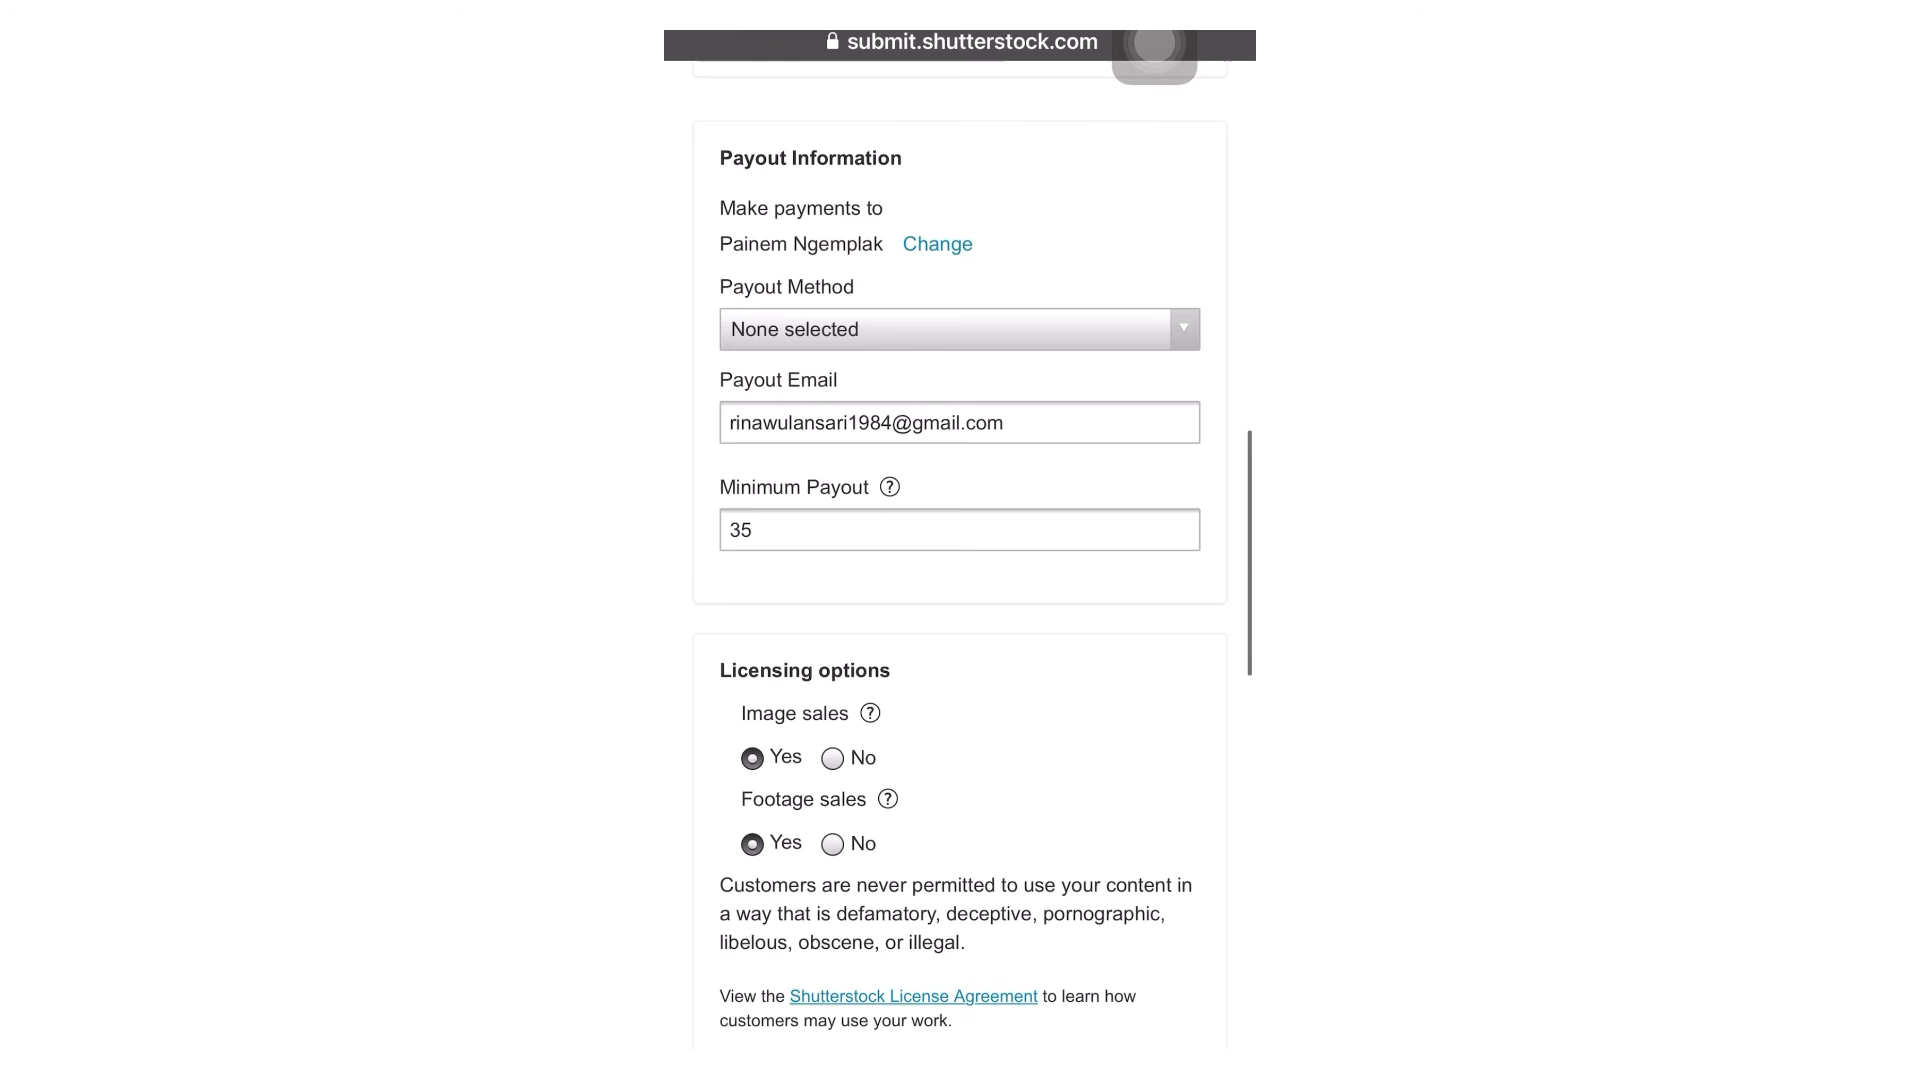 submit.shutterstock.com
Payout Information
Make payments to
Painem Ngemplak Change
Payout Method
None selected
Payout Email
rinawulansari1984@gmail.com
Minimum Payout ?
35
Licensing options
Image sales ?
Yes No
Footage sales ?
Yes No
Customers are never permitted to use your content in
a way that is defamatory, deceptive, pornographic,
libelous, obscene, or illegal.
View the Shutterstock License Agreement to learn how
customers may use your work.